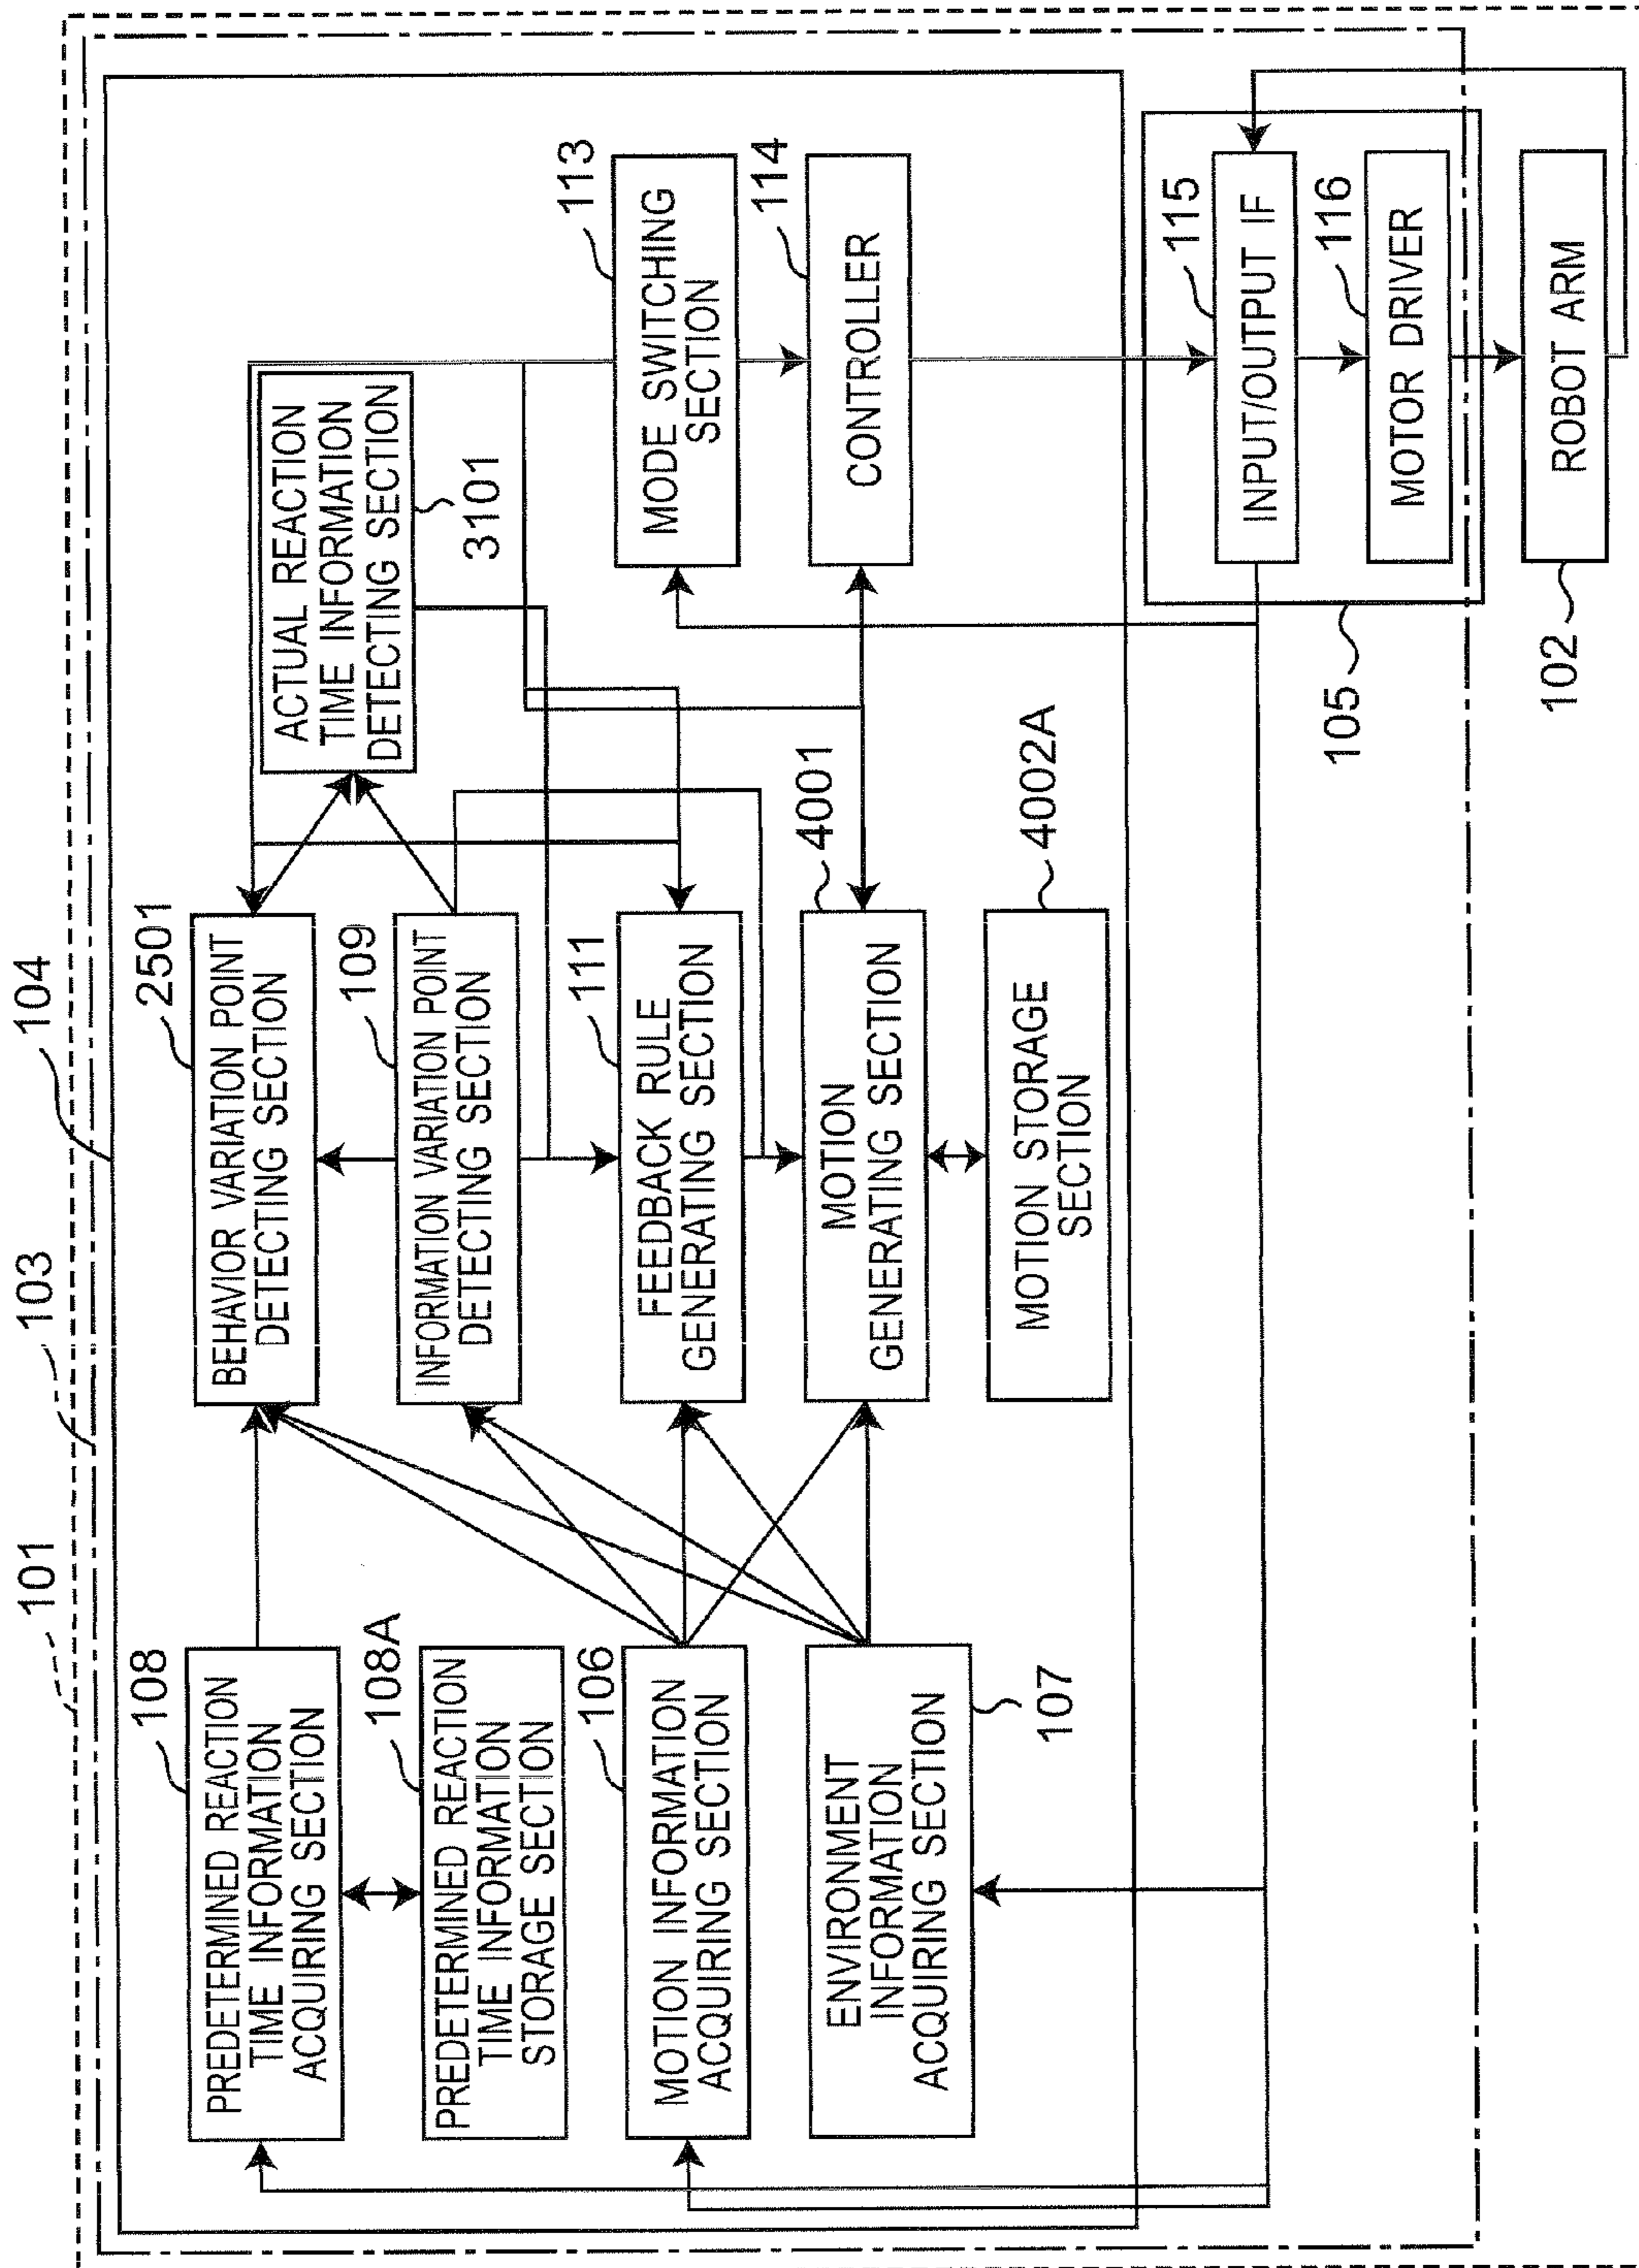 101
103
104
108
PREDETERMINED REACTION
TIME INFORMATION
ACQUIRING SECTION
108A
PREDETERMINED REACTION
TIME INFORMATION
STORAGE SECTION
106
MOTION INFORMATION
ACQUIRING SECTION
ENVIRONMENT
INFORMATION
ACQUIRING SECTION
107
2501
BEHAVIOR VARIATION POINT
DETECTING SECTION
109
INFORMATION VARIATION POINT
DETECTING SECTION
111
FEEDBACK RULE
GENERATING SECTION
4001
MOTION
GENERATING SECTION
4002A
MOTION STORAGE
SECTION
ACTUAL REACTION
TIME INFORMATION
DETECTING SECTION
3101
113
MODE SWITCHING
SECTION
114
CONTROLLER
115
INPUT/OUTPUT IF
116
MOTOR DRIVER
105
ROBOT ARM
102